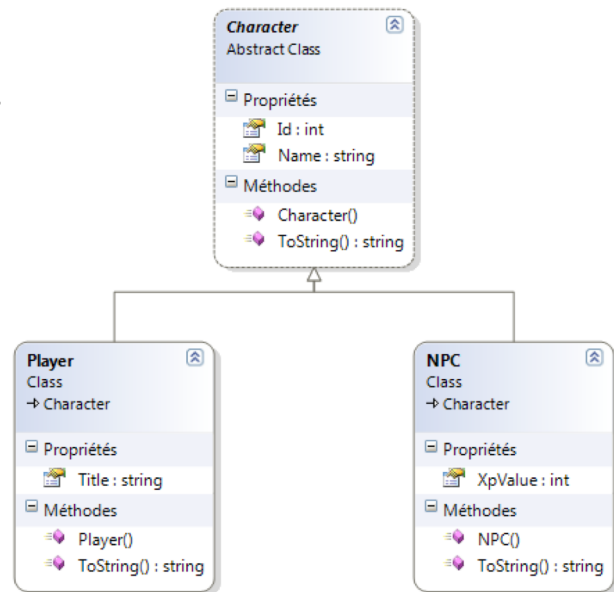 Character
Abstract Class
Propriétés
Id : int
Name : string
Méthodes
Character()
ToString() : string
Player
Class
Character
Propriétés
Title : string
Méthodes
Player()
ToString() : string
NPC
Class
Character
Propriétés
XpValue : int
Méthodes
NPC()
ToString() : string